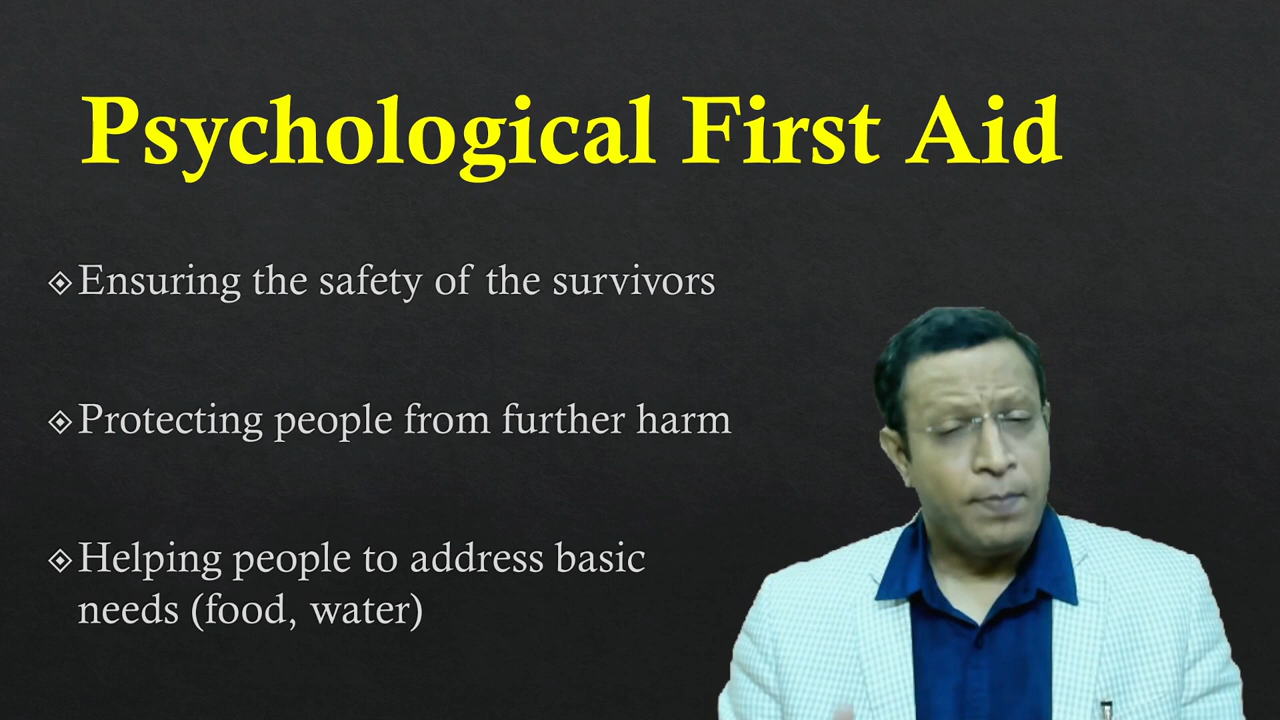 Psychological First Aid
Ensuring the safety of the survivors
Protecting people from further harm
Helping people to address basic
needs (food, water)